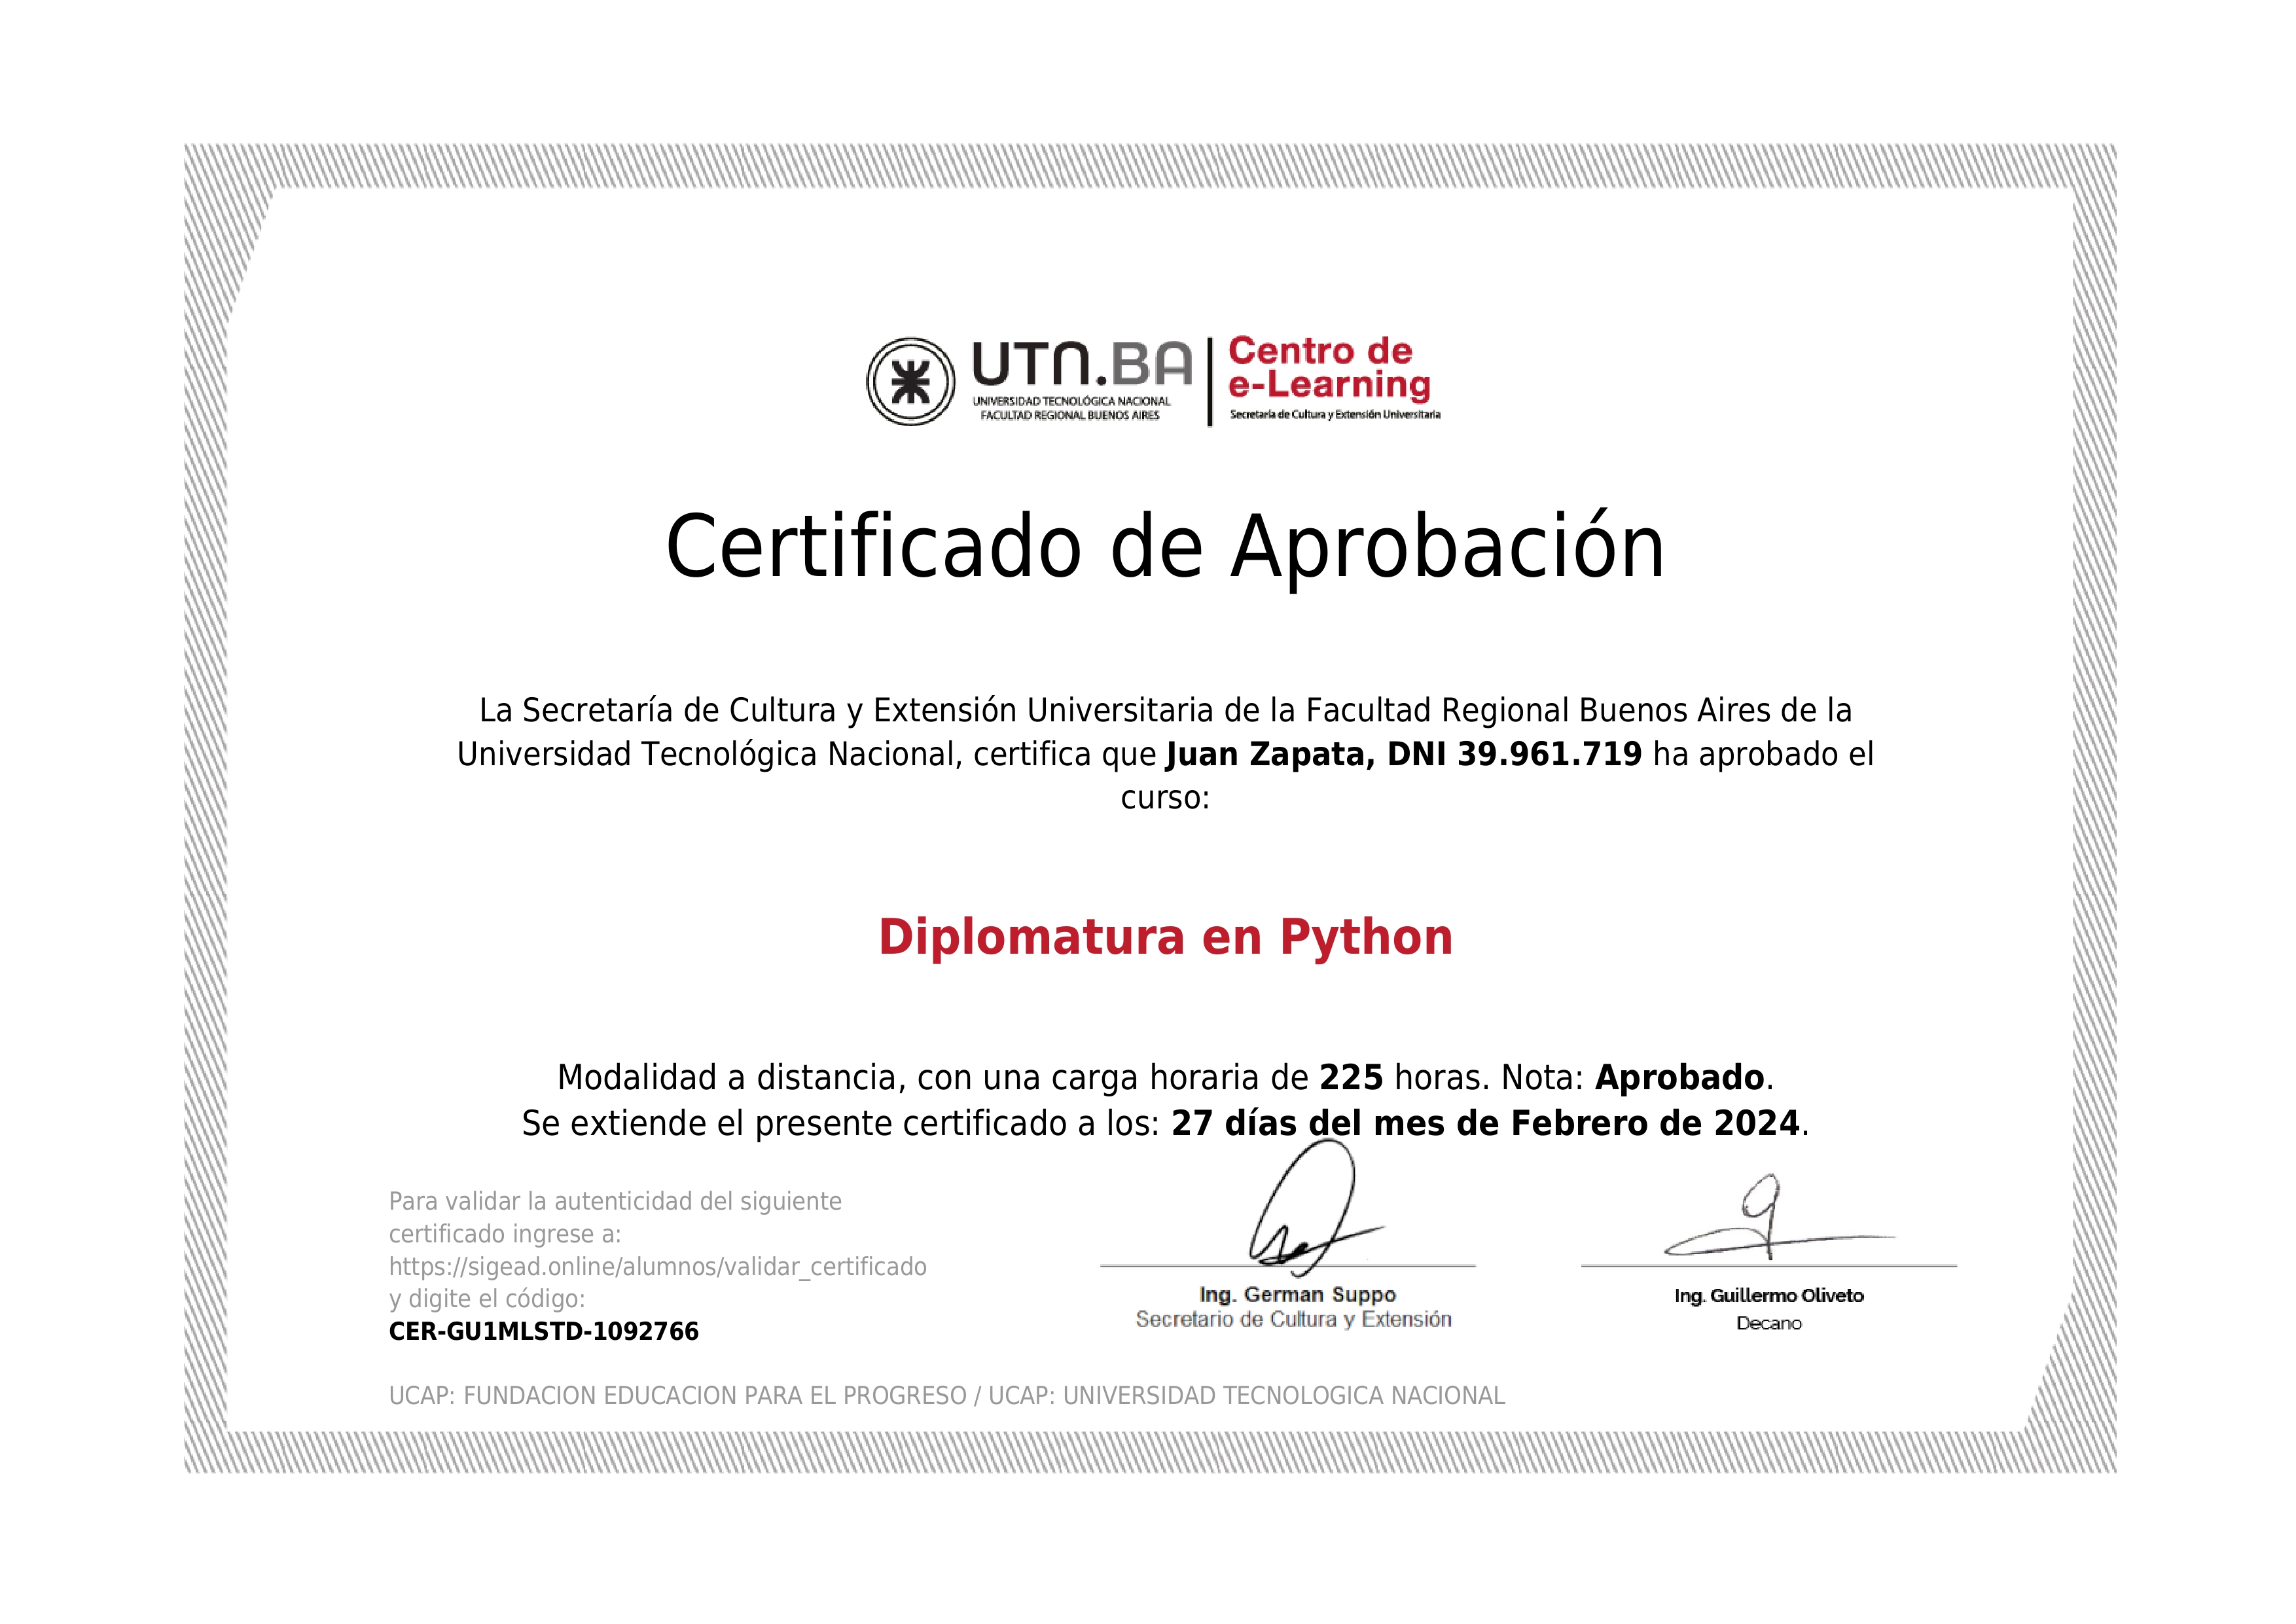 UTN.BA
UNIVERSIDAD TECNOLÓGICA NACIONAL
FACULTAD REGIONAL BUENOS AIRES
Centro de
e-Learning
Secretaría de Cultura y Extensión Universitaria
Certificado de Aprobación
La Secretaría de Cultura y Extensión Universitaria de la Facultad Regional Buenos Aires de la
Universidad Tecnológica Nacional, certifica que Juan Zapata, DNI 39.961.719 ha aprobado el
curso:
Diplomatura en Python
Modalidad a distancia, con una carga horaria de 225 horas. Nota: Aprobado.
Se extiende el presente certificado a los: 27 días del mes de Febrero de 2024.
Para validar la autenticidad del siguiente
certificado ingrese a:
https://sigead.online/alumnos/validar_certificado
y digite el código:
CER-GU1MLSTD-1092766
Ing. German Suppo
Secretario de Cultura y Extensión
Ing. Guillermo Oliveto
Decano
UCAP: FUNDACION EDUCACION PARA EL PROGRESO / UCAP: UNIVERSIDAD TECNOLOGICA NACIONAL